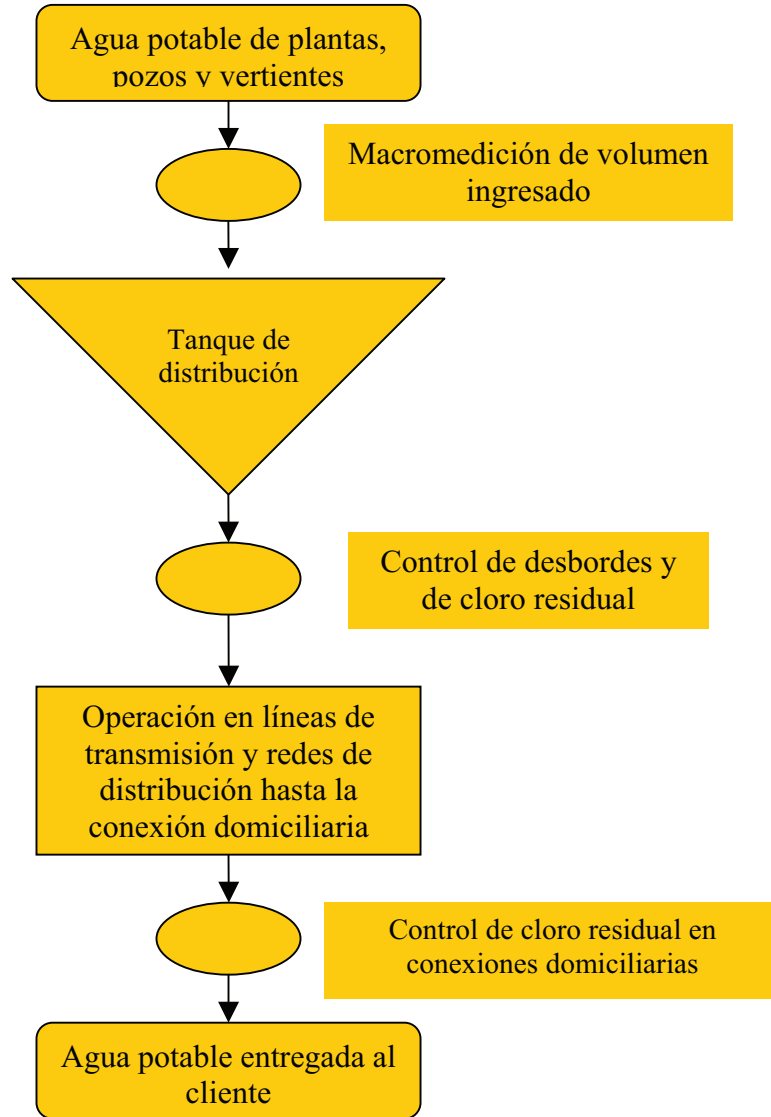 Agua potable de plantas,
pozos y vertientes
Macromedición de volumen
ingresado
Tanque de
distribución
Control de desbordes y
de cloro residual
Operación en líneas de
transmisión y redes de
distribución hasta la
conexión domiciliaria
Control de cloro residual en
conexiones domiciliarias
Agua potable entregada al
cliente